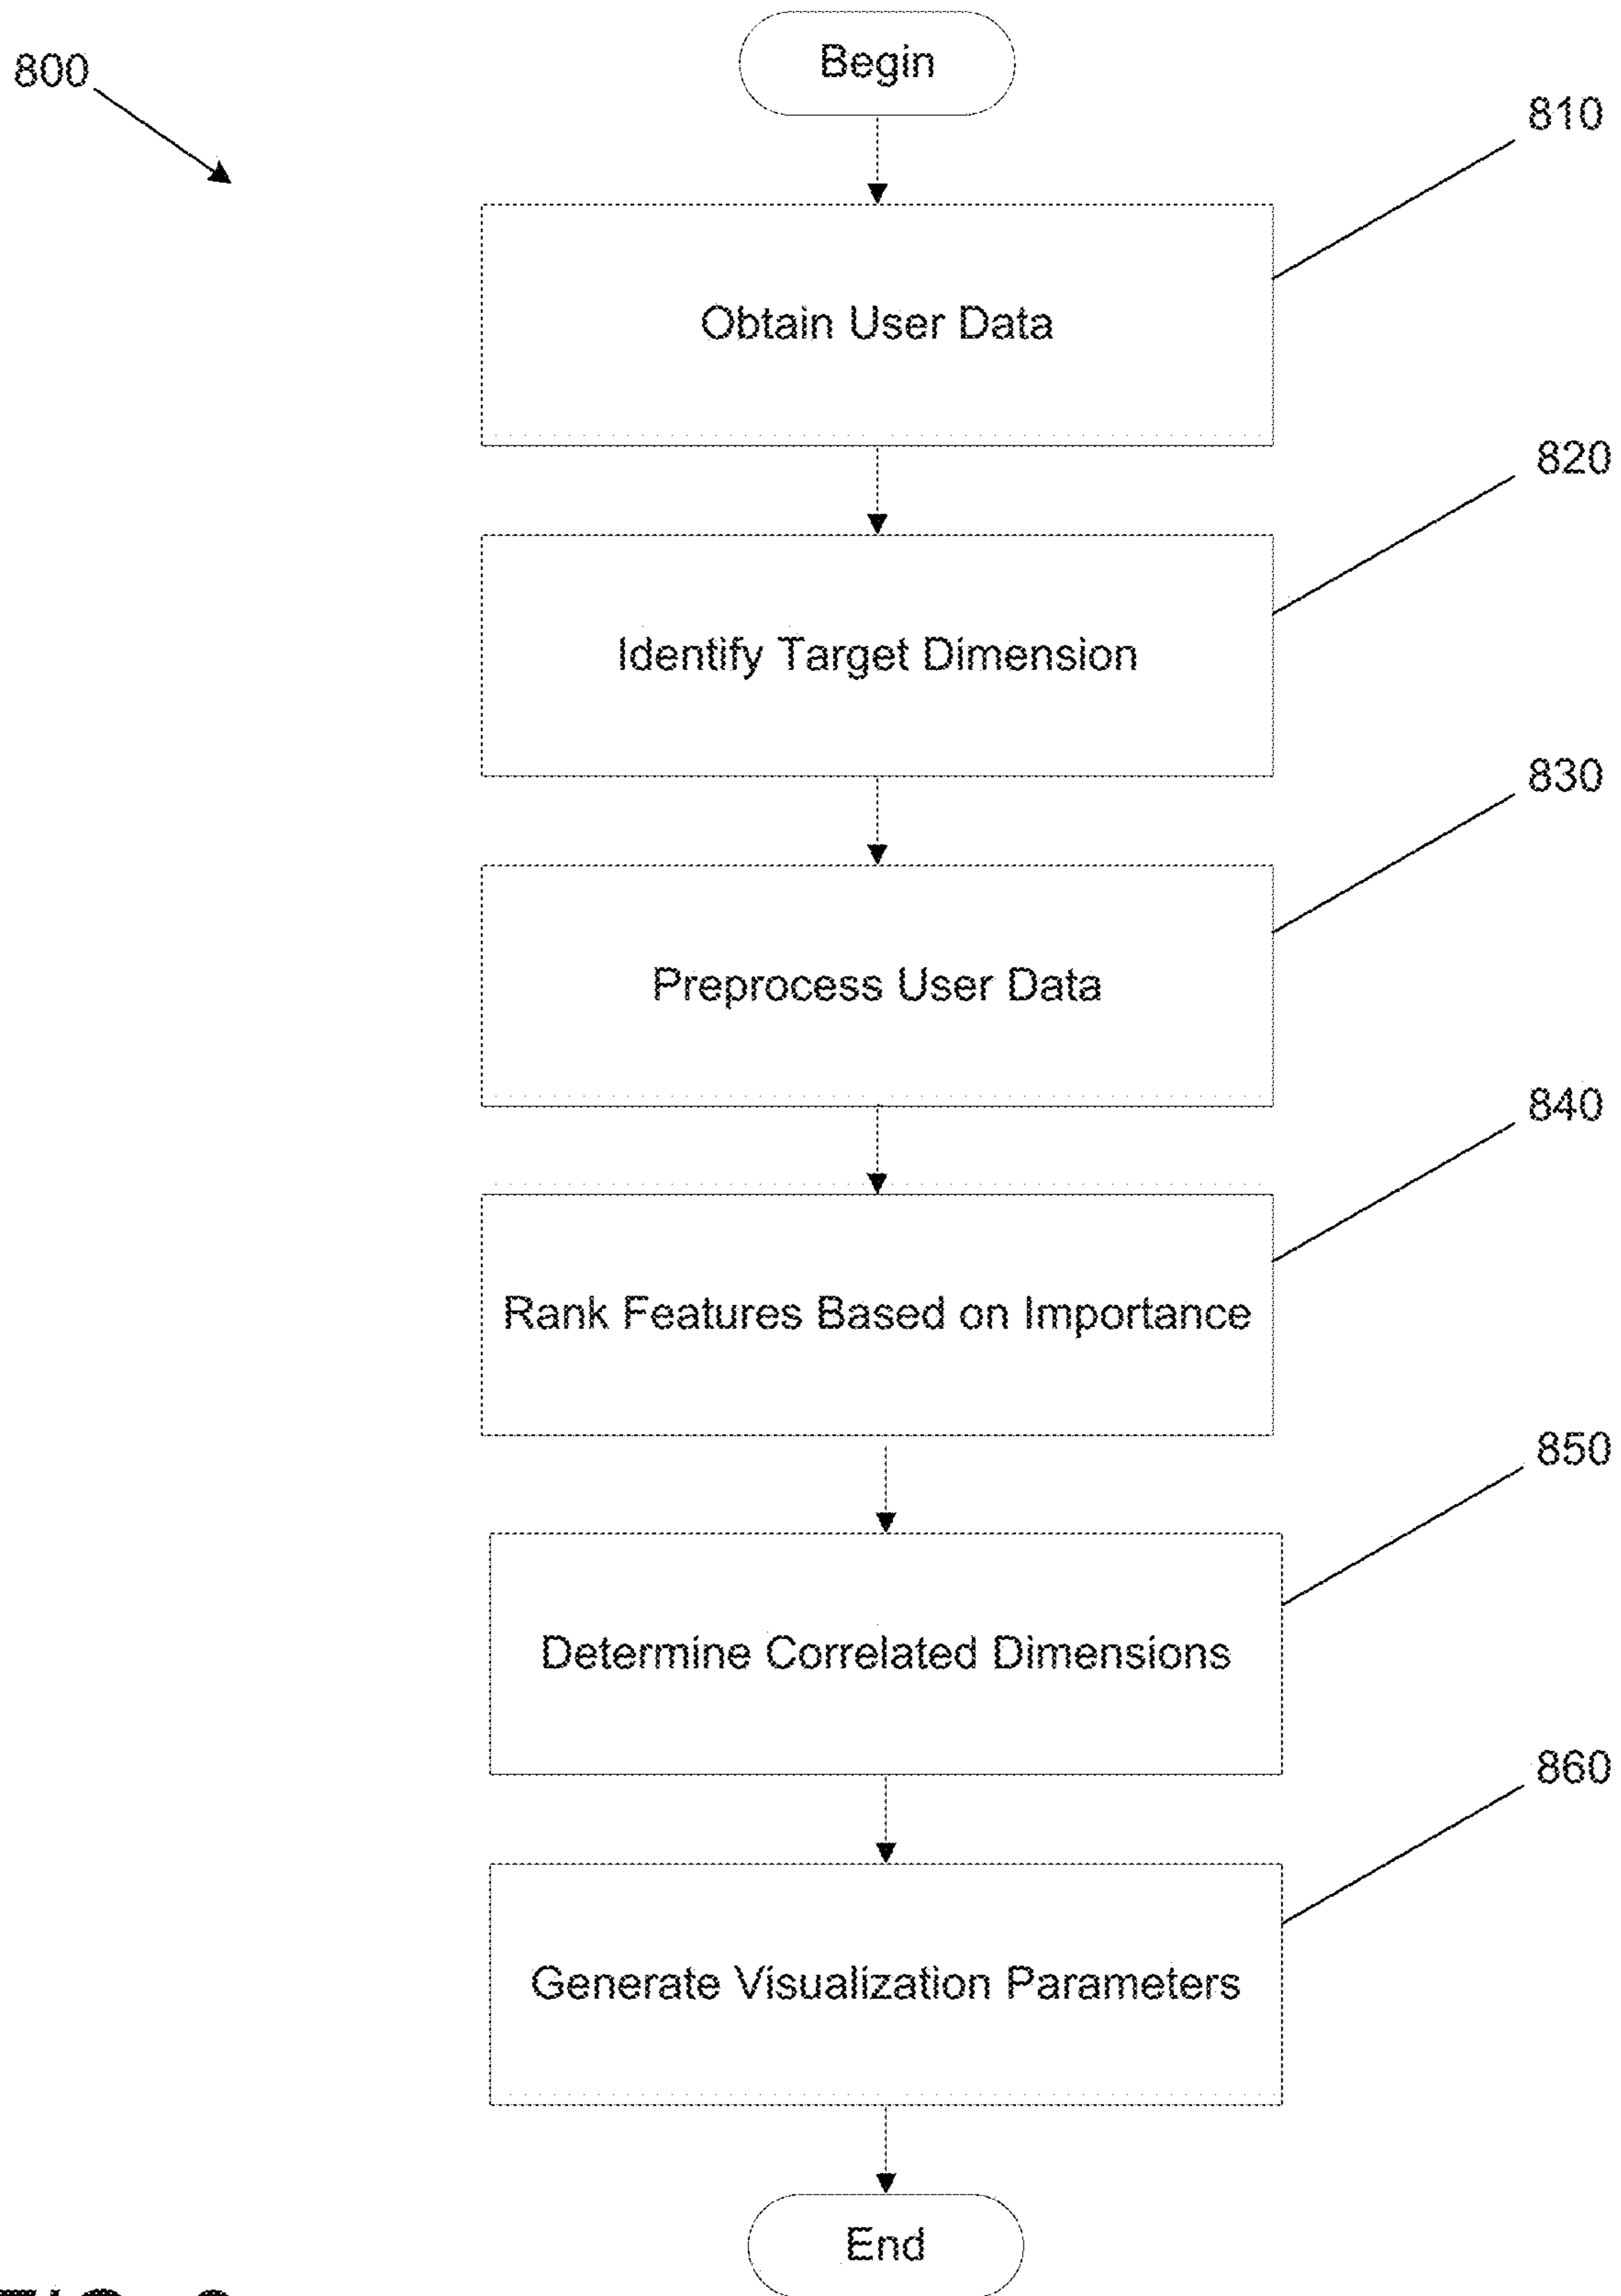 800
Begin
810
Obtain User Data
820
Identify Target Dimension
830
Preprocess User Data
840
Rank Features Based on Importance
850
Determine Correlated Dimensions
860
Generate Visualization Parameters
End